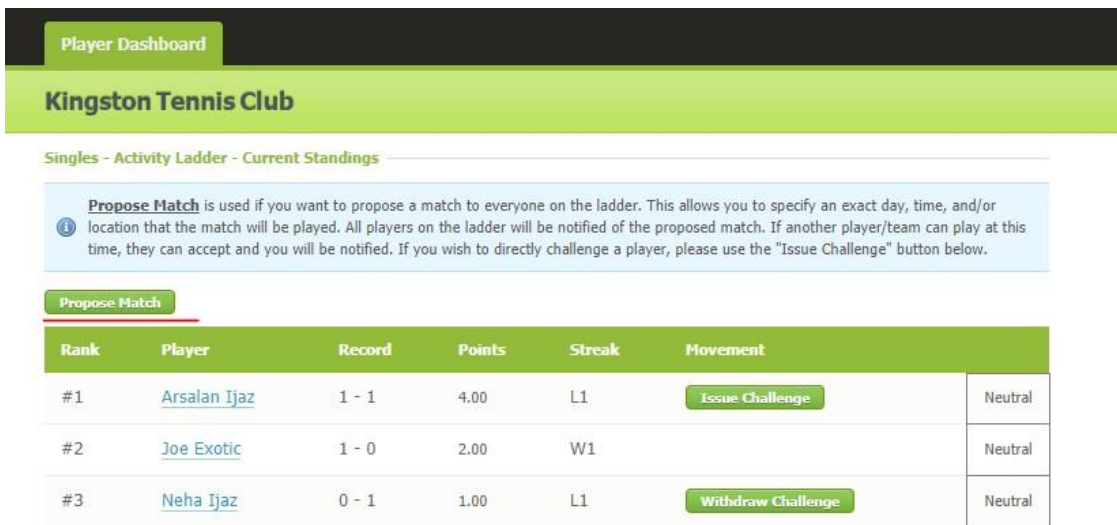 Player Dashboard
Kingston Tennis Club
Singles - Activity Ladder - Current Standings
Propose Match is used if you want to propose a match to everyone on the ladder. This allows you to specify an exact day, time, and/or
location that the match will be played. All players on the ladder will be notified of the proposed match. If another player/team can play at this
time, they can accept and you will be notified. If you wish to directly challenge a player, please use the "Issue Challenge" button below.
Propose Match
Rank Player Record Points Streak Movement
#1 Arsalan Ijaz 1 - 1 4.00 L1 Issue Challenge Neutral
#2 Joe Exotic 1 - 0 2.00 W1 Neutral
#3 Neha Ijaz 0 - 1 1.00 L1 Withdraw Challenge Neutral